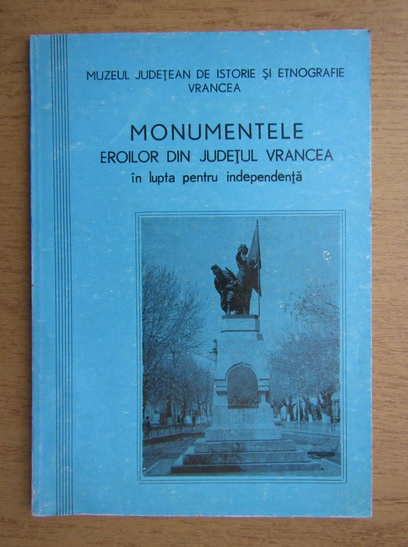 MUZEUL JUDEȚEAN DE ISTORIE ȘI ETNOGRAFIE
VRANCEA
MONUMENTELE
EROILOR DIN JUDEȚUL VRANCEA
în lupta pentru independență